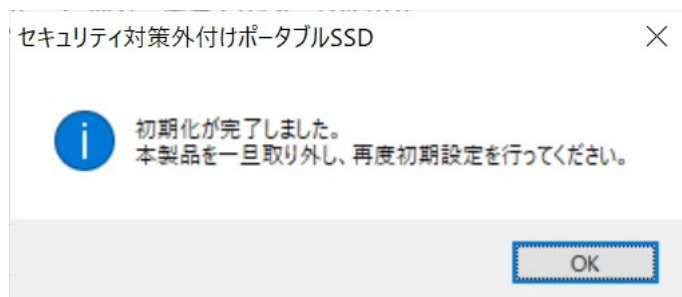 セキュリティ対策外付けポータブルSSD
初期化が完了しました。
本製品を一旦取り外し、再度初期設定を行ってください。
OK